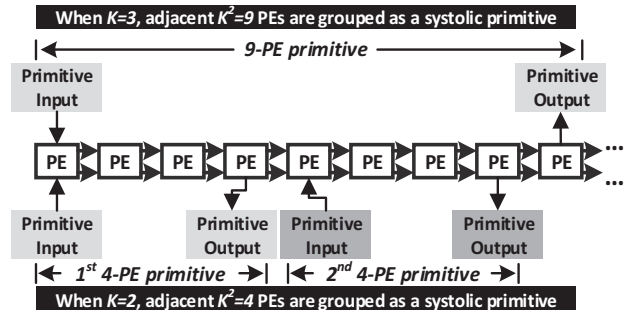 When K=3, adjacent K²=9 PEs are grouped as a systolic primitive
9-PE primitive
Primitive Input
Primitive Output
PE PE PE PE PE PE PE PE PE ...
...
Primitive Input
Primitive Output
Primitive Input
Primitive Output
1st 4-PE primitive
2nd 4-PE primitive
When K=2, adjacent K²=4 PEs are grouped as a systolic primitive